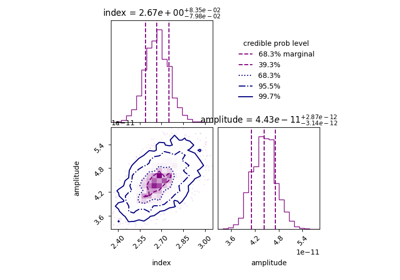 index = 2.67e+00+8.35e−02 −7.98e−02
credible prob level
68.3% marginal
39.3%
68.3%
95.5%
99.7%
1e−11
amplitude = 4.43e−11+2.87e−12 −3.14e−12
5.4
4.8
4.2
3.6
amplitude
2.40 2.55 2.70 2.85 3.00
index
3.6 4.2 4.8 5.4
1e−11
amplitude